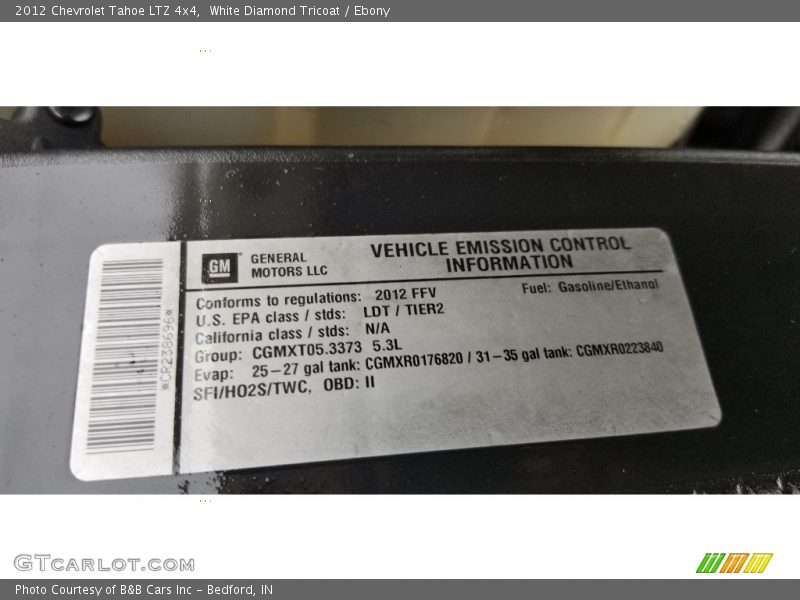 2012 Chevrolet Tahoe LTZ 4x4,  White Diamond Tricoat / Ebony
*CR238696*
GM GENERAL MOTORS LLC
VEHICLE EMISSION CONTROL
INFORMATION
Conforms to regulations: 2012 FFV
Fuel: Gasoline/Ethanol
U.S. EPA class / stds: LDT / TIER2
California class / stds: N/A
Group: CGMXT05.3373 5.3L
Evap: 25-27 gal tank: CGMXR0176820 / 31-35 gal tank: CGMXR0223840
SFI/HO2S/TWC, OBD: II
GTCARLOT.COM
Photo Courtesy of B&B Cars Inc - Bedford, IN